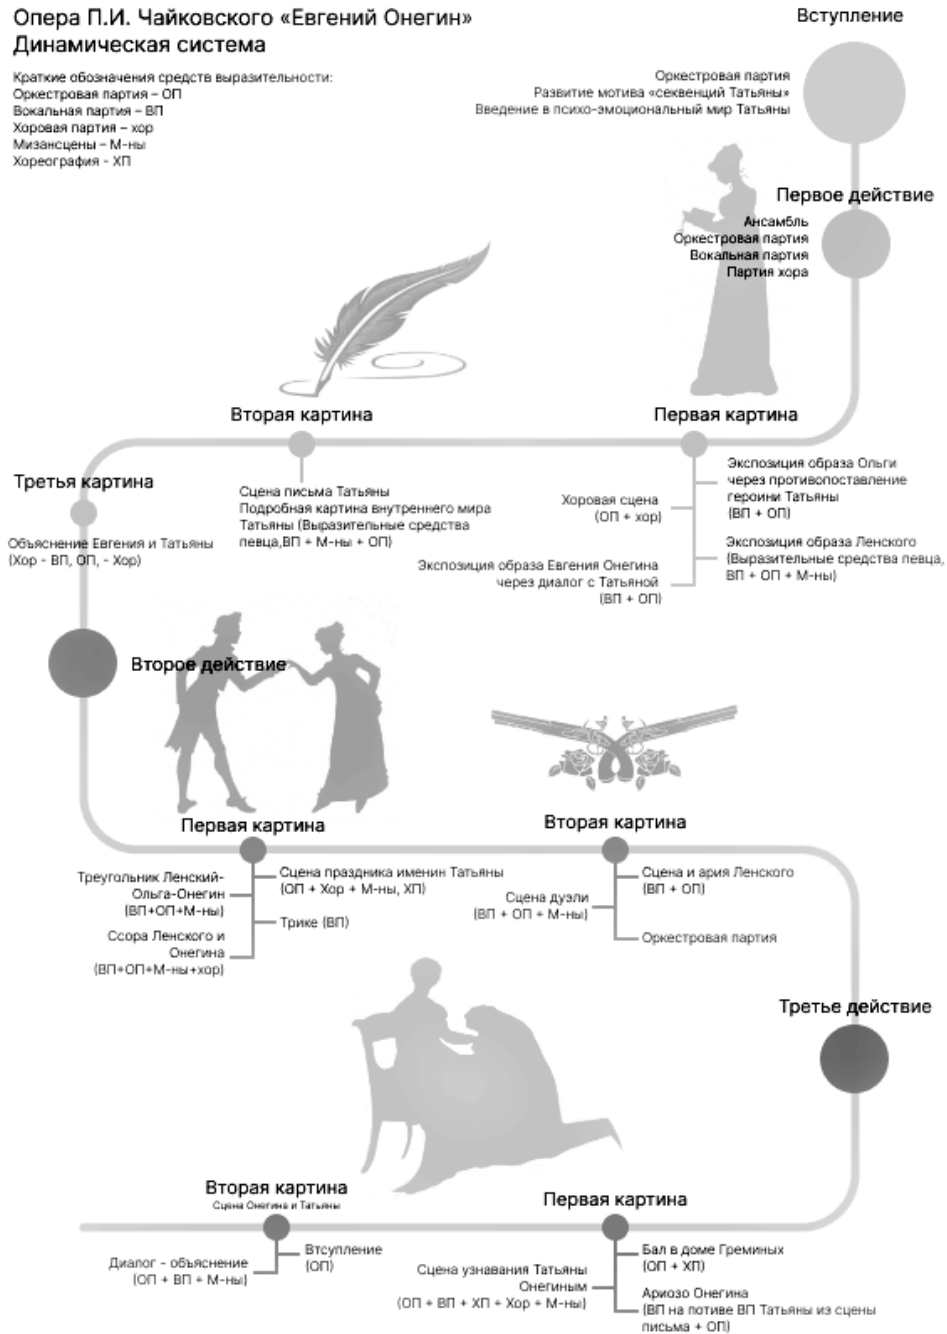 Опера П.И. Чайковского «Евгений Онегин»
Динамическая система
Краткие обозначения средств выразительности:
Оркестровая партия – ОП
Вокальная партия – ВП
Хоровая партия – хор
Мизансцены – М-ны
Хореография - ХП
Вступление
Оркестровая партия
Развитие мотива «секвенций Татьяны»
Введение в психо-эмоциональный мир Татьяны
Первое действие
Ансамбль
Оркестровая партия
Вокальная партия
Партия хора
Первая картина
Экспозиция образа Ольги
через противопоставление
героини Татьяны
(ВП + ОП)
Хоровая сцена
(ОП + хор)
Экспозиция образа Ленского
(Выразительные средства певца,
ВП + ОП + М-ны)
Экспозиция образа Евгения Онегина
через диалог с Татьяной
(ВП + ОП)
Вторая картина
Сцена письма Татьяны
Подробная картина внутреннего мира
Татьяны (Выразительные средства
певца,ВП + М-ны + ОП)
Третья картина
Объяснение Евгения и Татьяны
(Хор - ВП, ОП, - Хор)
Второе действие
Первая картина
Треугольник Ленский-
Ольга-Онегин
(ВП+ОП+М-ны)
Ссора Ленского и
Онегина
(ВП+ОП+М-ны+хор)
Сцена праздника именин Татьяны
(ОП + Хор + М-ны, ХП)
Трике (ВП)
Вторая картина
Сцена дуэли
(ВП + ОП + М-ны)
Сцена и ария Ленского
(ВП + ОП)
Оркестровая партия
Третье действие
Первая картина
Бал в доме Греминых
(ОП + ХП)
Сцена узнавания Татьяны
Онегиным
(ОП + ВП + ХП + Хор + М-ны)
Ариозо Онегина
(ВП на потиве ВП Татьяны из сцены
письма + ОП)
Вторая картина
Сцена Онегина и Татьяны
Втсупление
(ОП)
Диалог - объяснение
(ОП + ВП + М-ны)